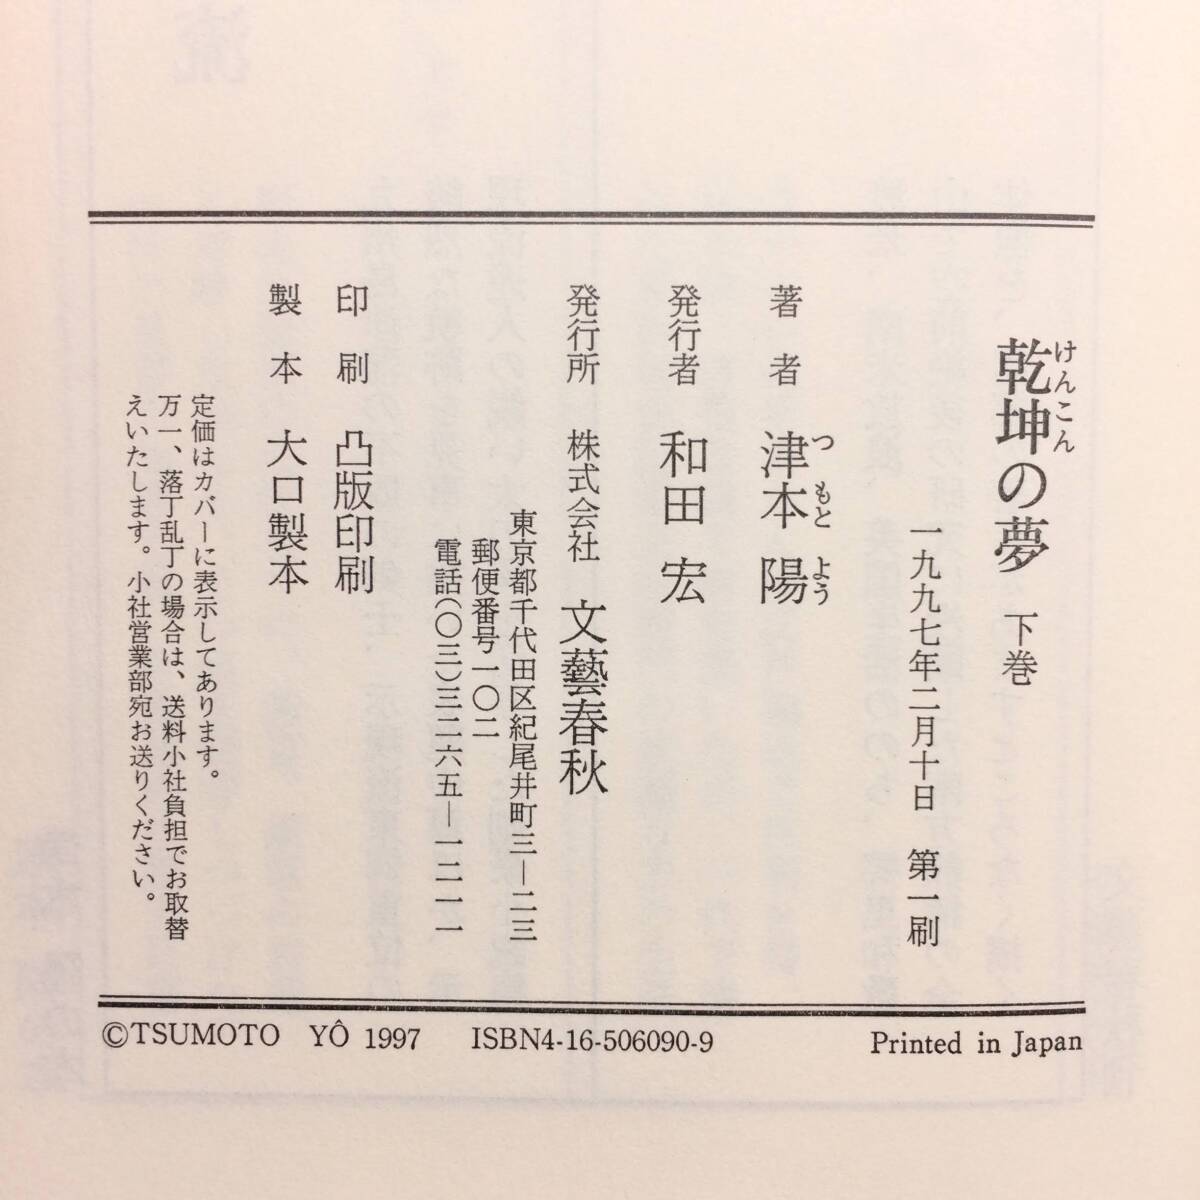 乾坤の夢 下巻
けんこん
一九九七年二月十日 第一刷
著者 津本陽
つもとよう
発行者 和田宏
発行所 株式会社 文藝春秋
東京都千代田区紀尾井町三—二三
郵便番号一〇二
電話(〇三)三二六五—一二一一
印刷 凸版印刷
製本 大口製本
定価はカバーに表示してあります。
万一、落丁乱丁の場合は、送料小社負担でお取替
えいたします。小社営業部宛お送りください。
©TSUMOTO YÔ 1997 ISBN4-16-506090-9 Printed in Japan